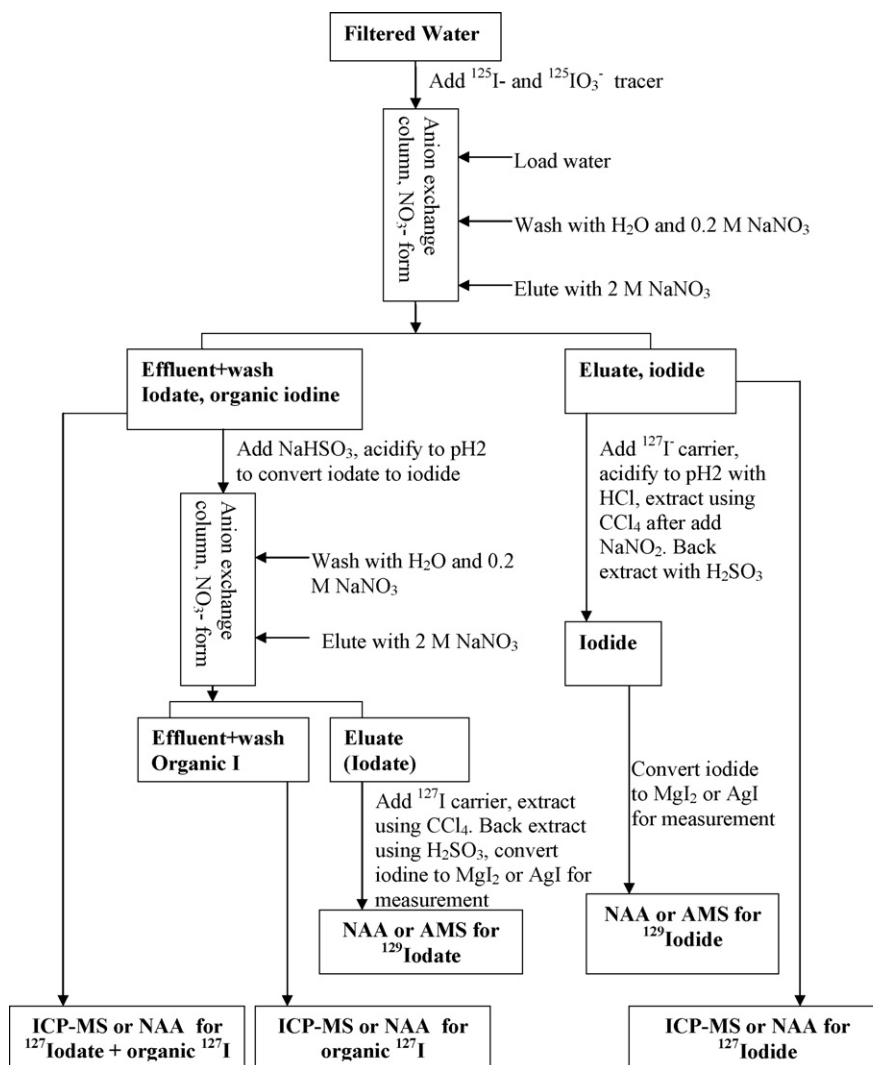 Filtered Water
Add ¹²⁵I- and ¹²⁵IO₃⁻ tracer
Anion exchange
column, NO₃- form
Load water
Wash with H₂O and 0.2 M NaNO₃
Elute with 2 M NaNO₃
Effluent+wash
Iodate, organic iodine
Eluate, iodide
Add NaHSO₃, acidify to pH2
to convert iodate to iodide
Add ¹²⁷I⁻ carrier,
acidify to pH2 with
HCl, extract using
CCl₄ after add
NaNO₂. Back
extract with H₂SO₃
Anion exchange
column, NO₃- form
Wash with H₂O and 0.2
M NaNO₃
Elute with 2 M NaNO₃
Iodide
Effluent+wash
Organic I
Eluate
(Iodate)
Add ¹²⁷I carrier, extract
using CCl₄. Back extract
using H₂SO₃, convert
iodine to MgI₂ or AgI for
measurement
Convert iodide
to MgI₂ or AgI
for measurement
NAA or AMS for
¹²⁹Iodate
NAA or AMS for
¹²⁹Iodide
ICP-MS or NAA for
¹²⁷Iodate + organic ¹²⁷I
ICP-MS or NAA for
organic ¹²⁷I
ICP-MS or NAA for
¹²⁷Iodide